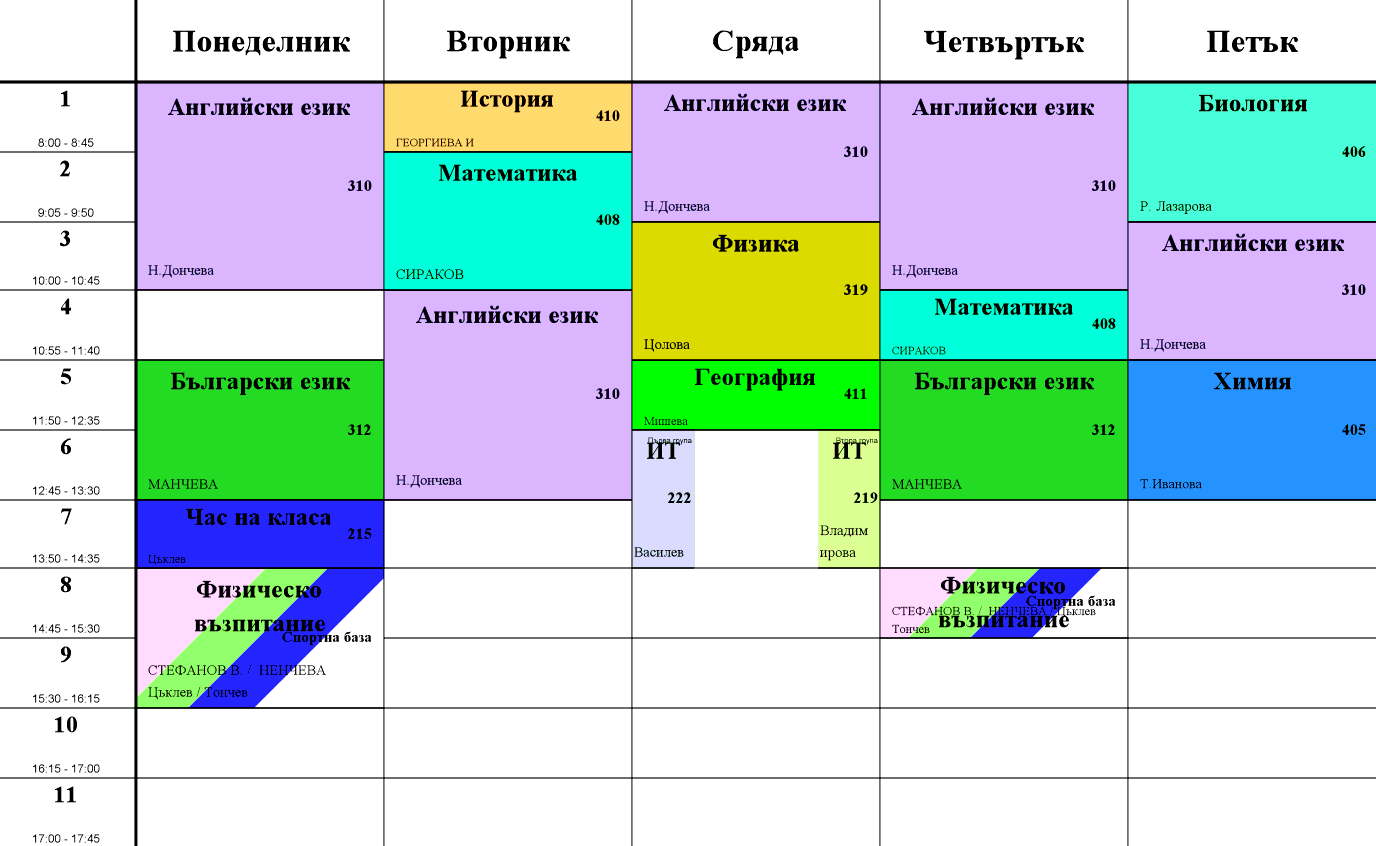 Понеделник Вторник Сряда Четвъртък Петък
1
8:00 - 8:45
2
9:05 - 9:50
3
10:00 - 10:45
4
10:55 - 11:40
5
11:50 - 12:35
6
12:45 - 13:30
7
13:50 - 14:35
8
14:45 - 15:30
9
15:30 - 16:15
10
16:15 - 17:00
11
17:00 - 17:45
Английски език
310
Н.Дончева
Български език
312
МАНЧЕВА
Час на класа
215
Цьклев
Физическо
възпитание
Спортна база
СТЕФАНОВ В. / НЕНЧЕВА
Цьклев / Тончев
История
410
ГЕОРГИЕВА И
Математика
408
СИРАКОВ
Английски език
310
Н.Дончева
Английски език
310
Н.Дончева
Физика
319
Цолова
География
411
Мишева
Първа група
ИТ
222
Василев
Втора група
ИТ
219
Владим
ирова
Английски език
310
Н.Дончева
Математика
408
СИРАКОВ
Български език
312
МАНЧЕВА
Физическо
възпитание
Спортна база
СТЕФАНОВ В. / НЕНЧЕВА / Цьклев
Тончев
Биология
406
Р. Лазарова
Английски език
310
Н.Дончева
Химия
405
Т.Иванова